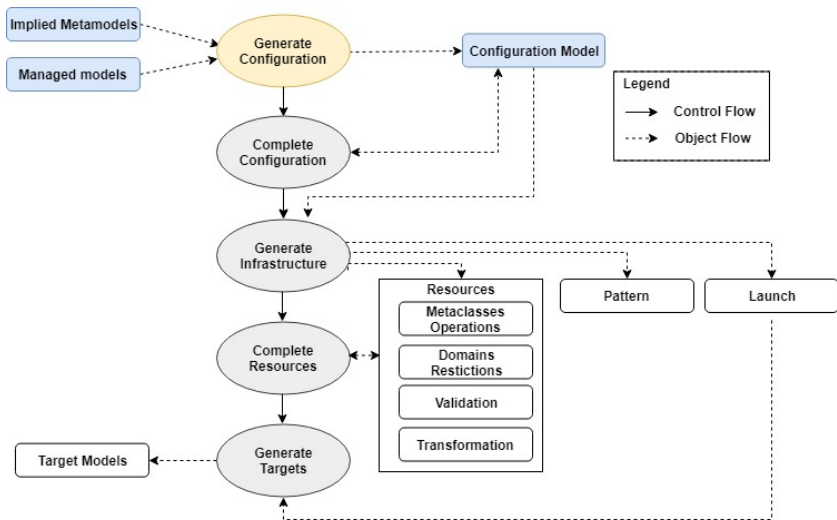 Implied Metamodels
Managed models
Generate
Configuration
Configuration Model
Legend
Control Flow
Object Flow
Complete
Configuration
Generate
Infrastructure
Resources
Metaclasses
Operations
Domains
Restictions
Validation
Transformation
Pattern
Launch
Complete
Resources
Generate
Targets
Target Models